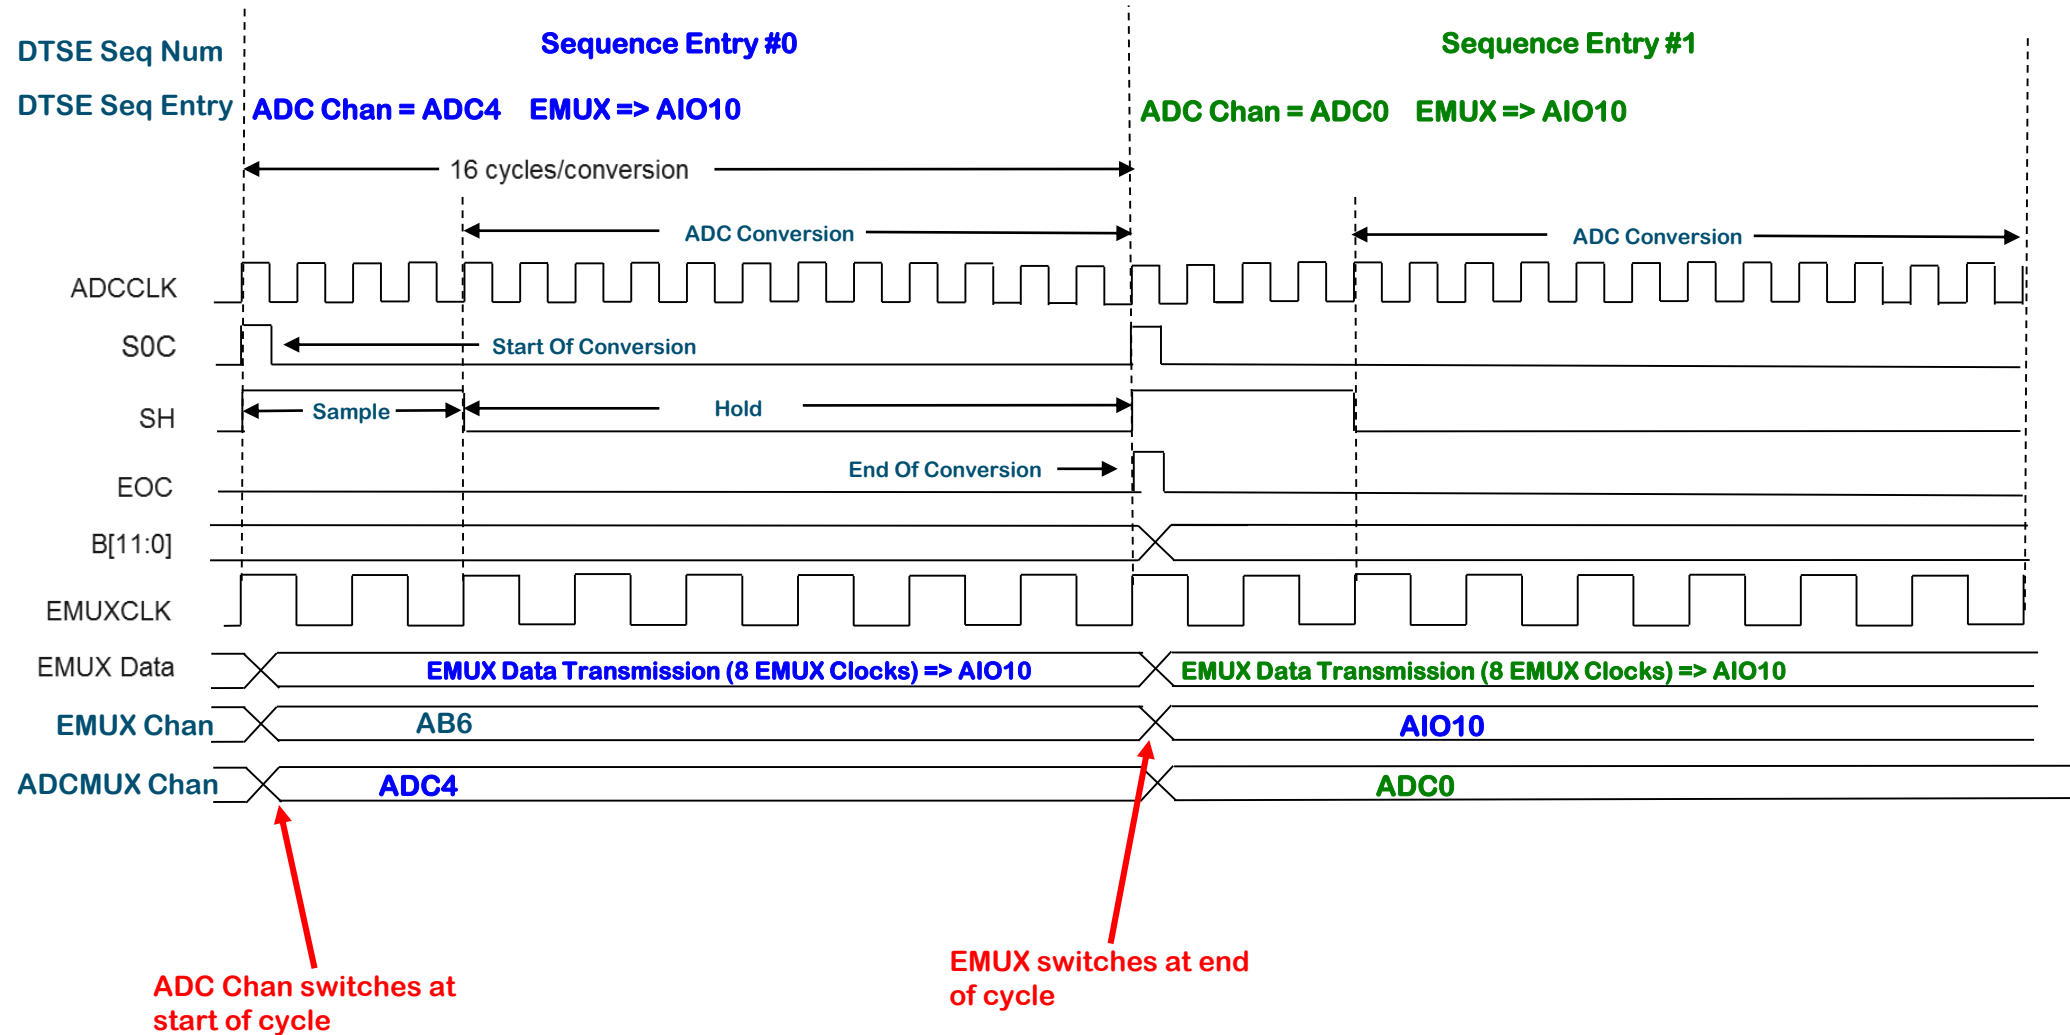 DTSE Seq Num
Sequence Entry #0
Sequence Entry #1
DTSE Seq Entry
ADC Chan = ADC4 EMUX => AIO10
ADC Chan = ADC0 EMUX => AIO10
16 cycles/conversion
ADC Conversion
ADC Conversion
ADCCLK
S0C
Start Of Conversion
SH
Sample
Hold
End Of Conversion
EOC
B[11:0]
EMUXCLK
EMUX Data
EMUX Data Transmission (8 EMUX Clocks) => AIO10
EMUX Data Transmission (8 EMUX Clocks) => AIO10
EMUX Chan
AB6
AIO10
ADCMUX Chan
ADC4
ADC0
EMUX switches at end
of cycle
ADC Chan switches at
start of cycle